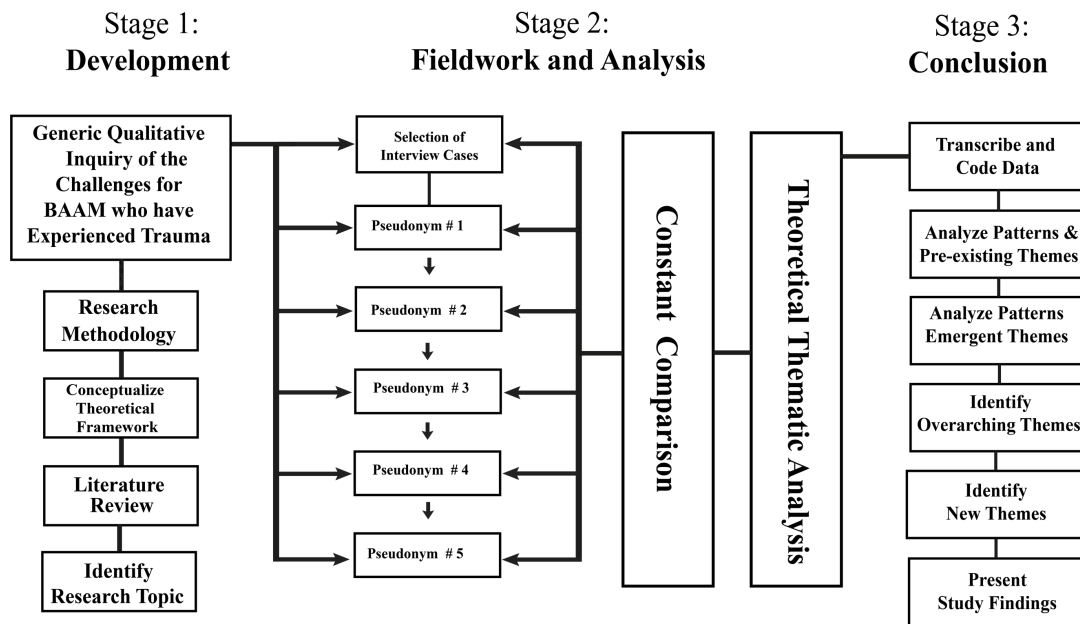 Stage 1:
Development
Generic Qualitative
Inquiry of the
Challenges for
BAAM who have
Experienced Trauma
Research
Methodology
Conceptualize
Theoretical
Framework
Literature
Review
Identify
Research Topic
Stage 2:
Fieldwork and Analysis
Selection of
Interview Cases
Pseudonym # 1
Pseudonym # 2
Pseudonym # 3
Pseudonym # 4
Pseudonym # 5
Constant Comparison
Theoretical Thematic Analysis
Stage 3:
Conclusion
Transcribe and
Code Data
Analyze Patterns &
Pre-existing Themes
Analyze Patterns
Emergent Themes
Identify
Overarching Themes
Identify
New Themes
Present
Study Findings